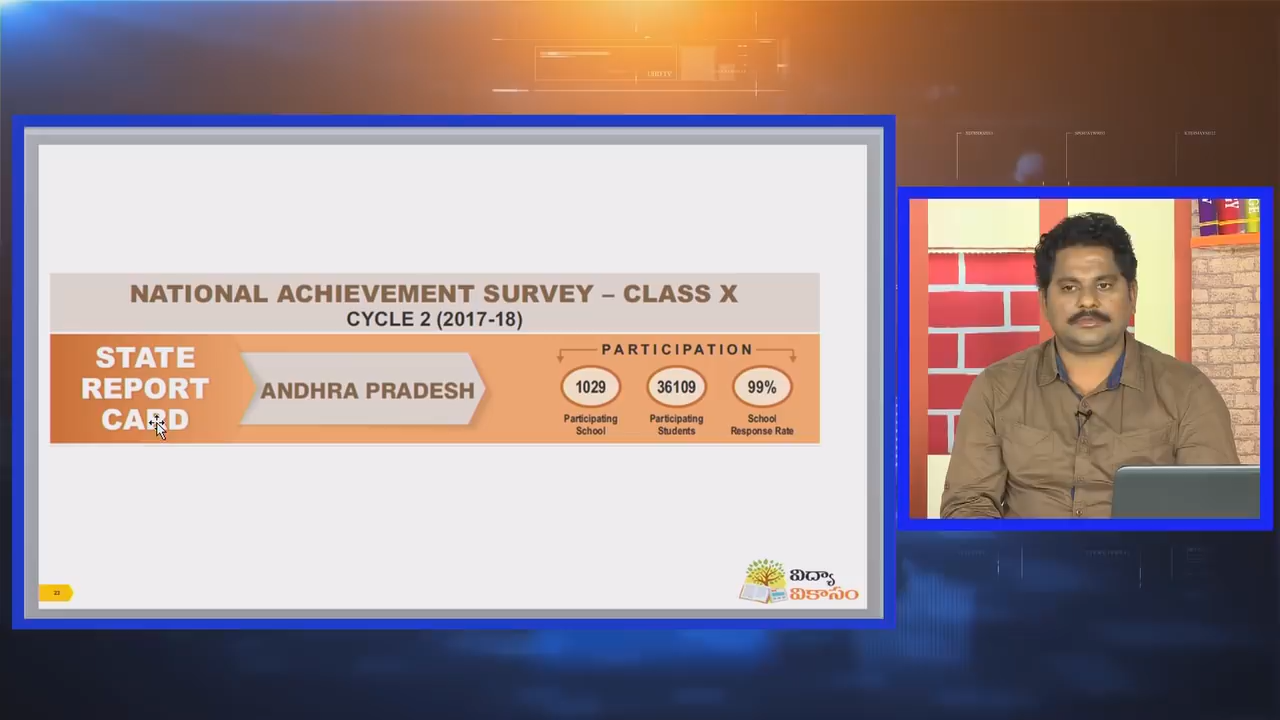 NATIONAL ACHIEVEMENT SURVEY – CLASS X
CYCLE 2 (2017-18)
STATE
REPORT
CARD
ANDHRA PRADESH
PARTICIPATION
1029
36109
99%
Participating
School
Participating
Students
School
Response Rate
23
విద్యా
వికాసం